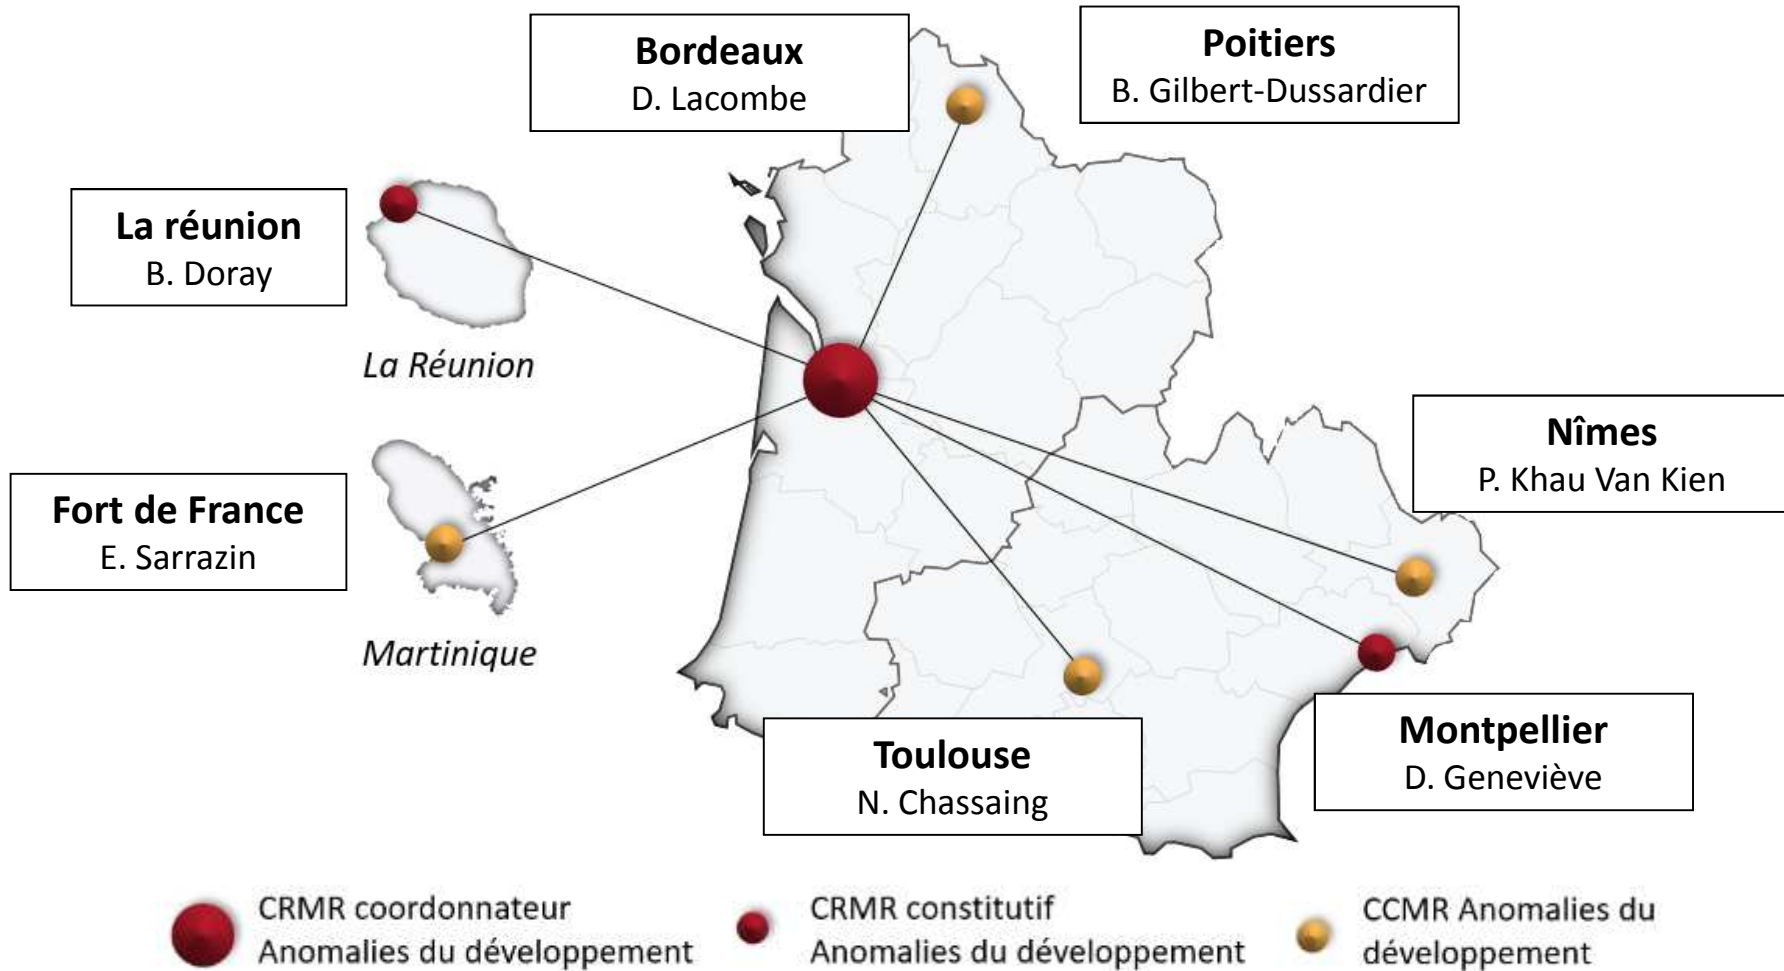 Bordeaux
D. Lacombe
Poitiers
B. Gilbert-Dussardier
La réunion
B. Doray
La Réunion
Nîmes
P. Khau Van Kien
Fort de France
E. Sarrazin
Martinique
Toulouse
N. Chassaing
Montpellier
D. Geneviève
CRMR coordonnateur
Anomalies du développement
CRMR constitutif
Anomalies du développement
CCMR Anomalies du
développement